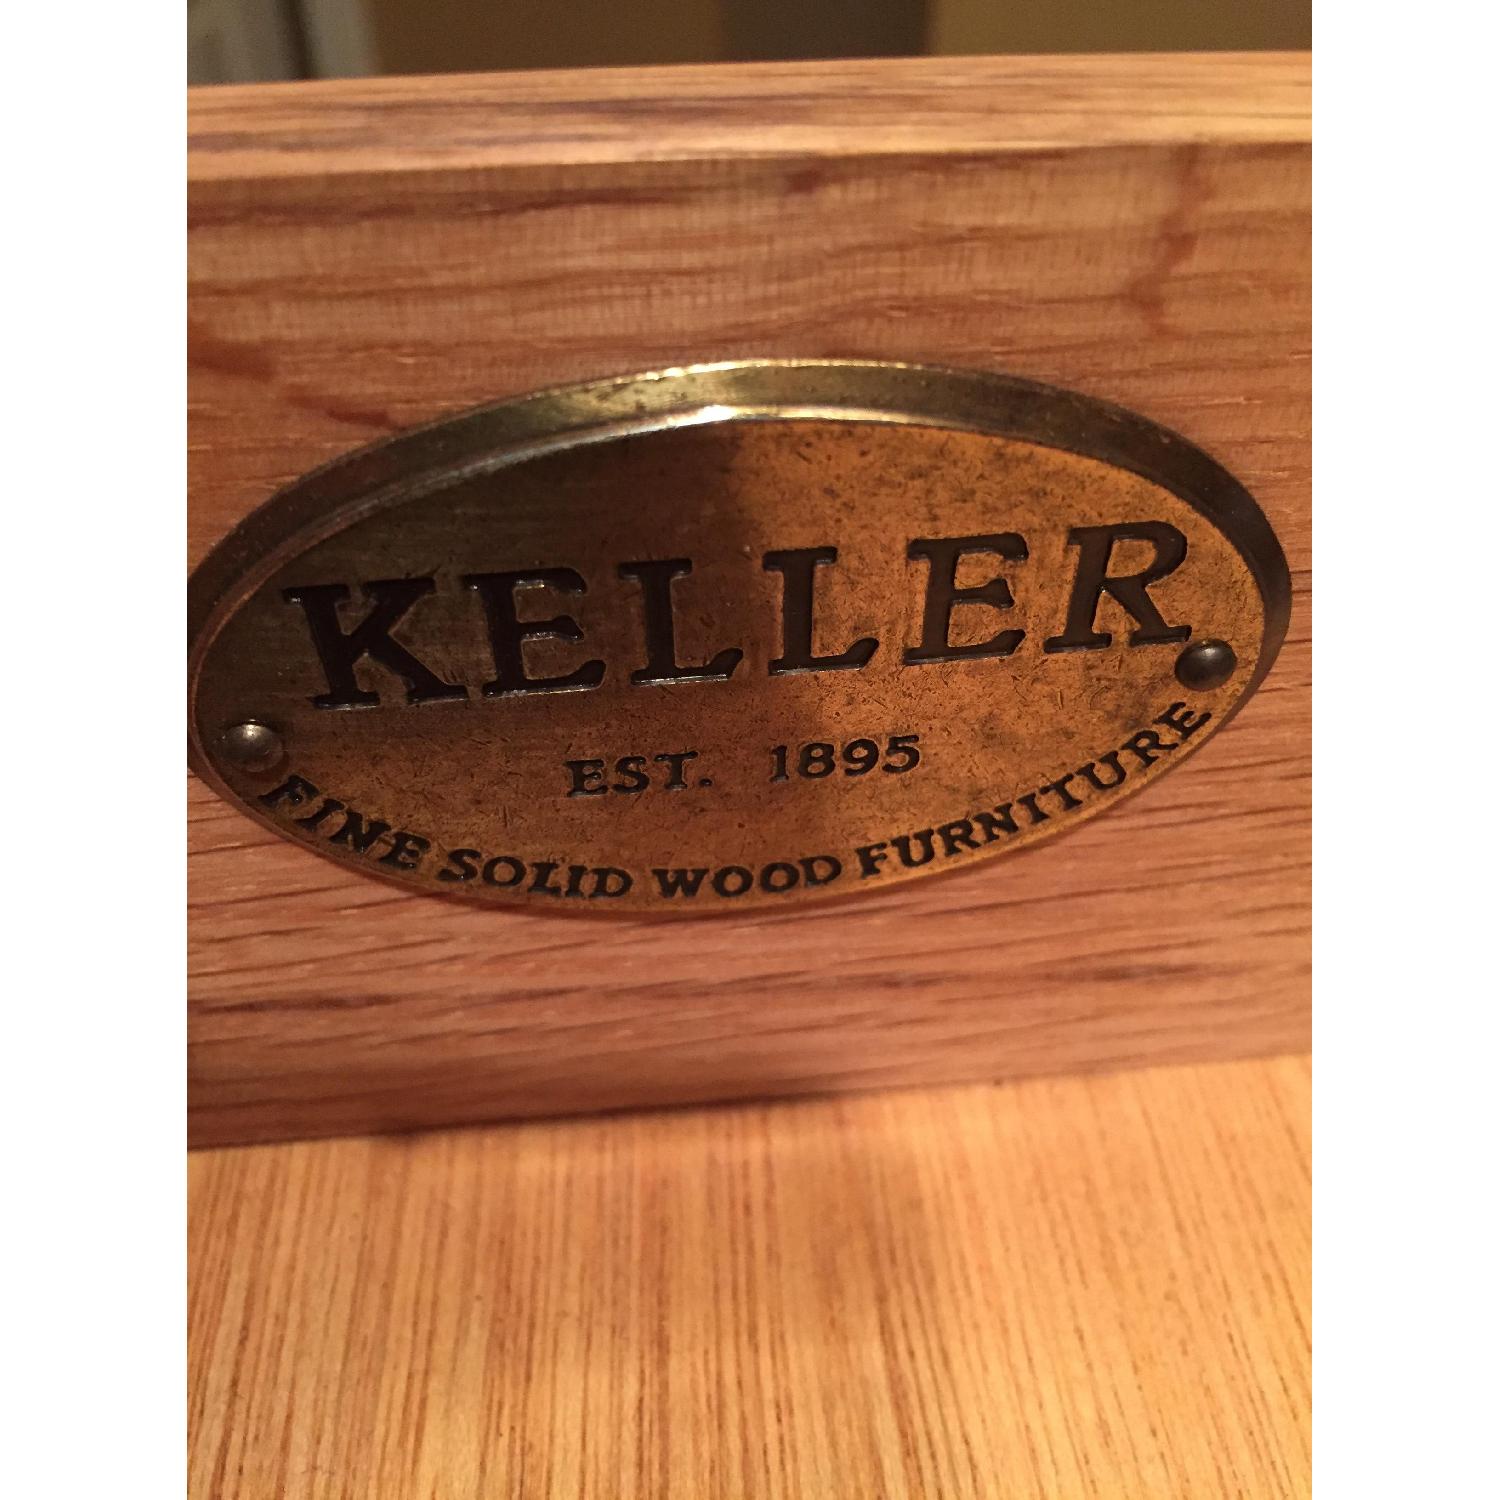 KELLER
EST. 1895
FINE SOLID WOOD FURNITURE